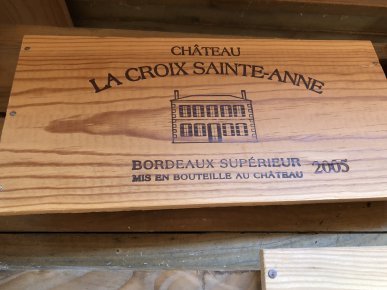 CHÂTEAU
LA CROIX SAINTE-ANNE
BORDEAUX SUPÉRIEUR 2005
MIS EN BOUTEILLE AU CHÂTEAU